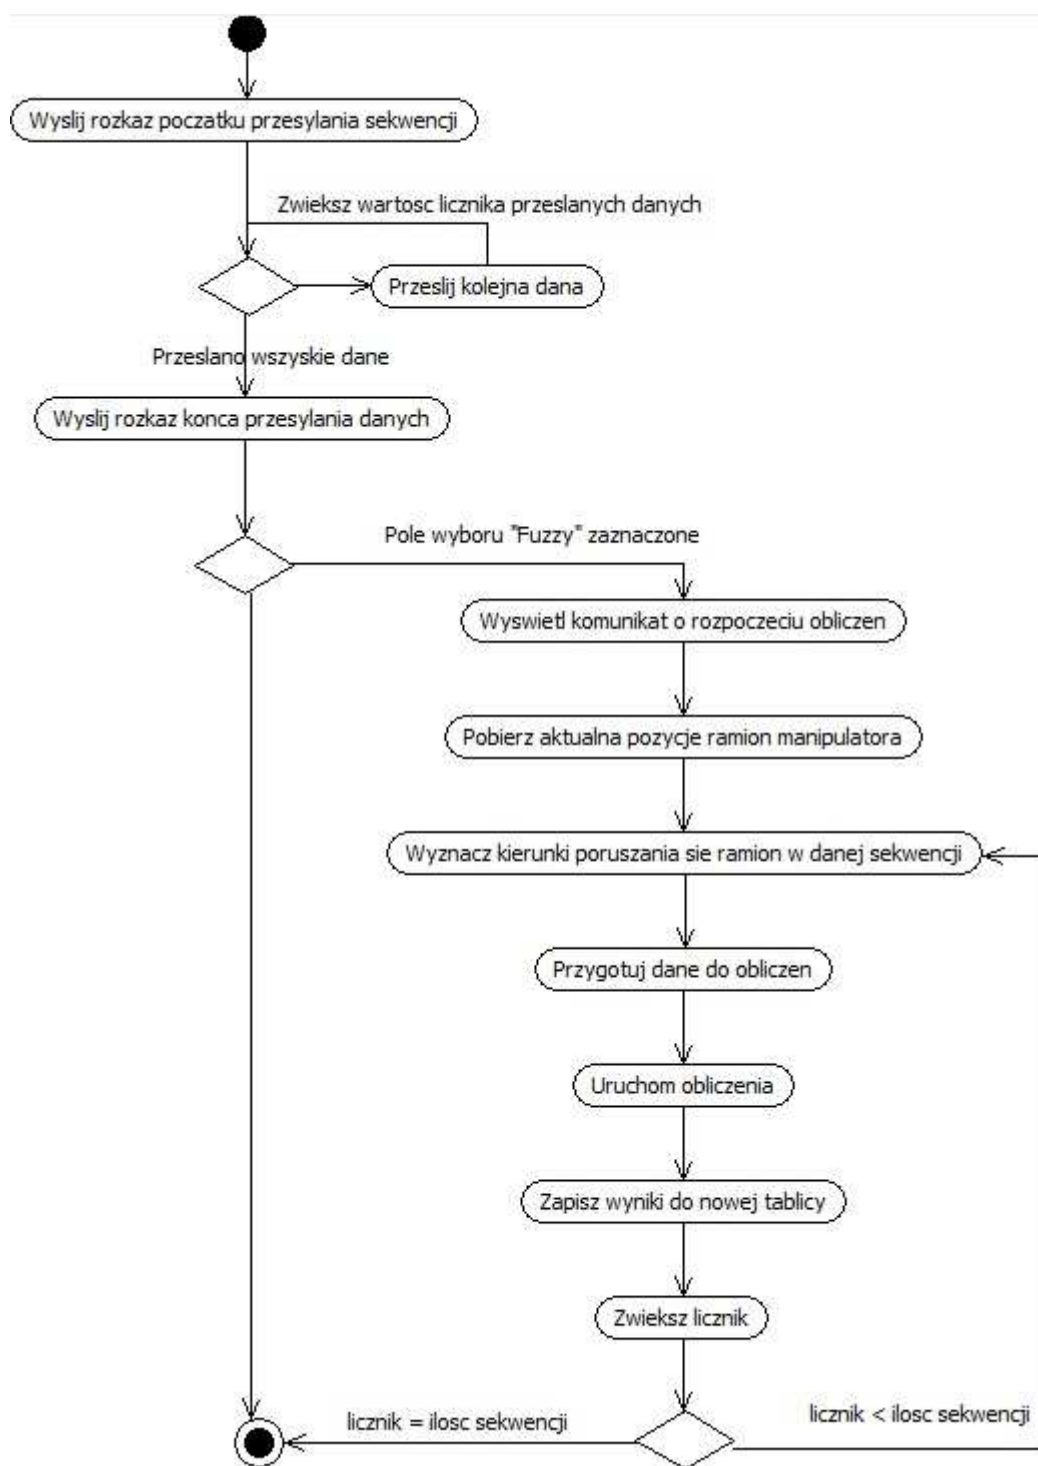 Wyslij rozkaz poczatku przesylania sekwencji
Zwieksz wartosc licznika przeslanych danych
Przeslij kolejna dana
Przeslano wszyskie dane
Wyslij rozkaz konca przesylania danych
Pole wyboru "Fuzzy" zaznaczone
Wyswietl komunikat o rozpoczeciu obliczen
Pobierz aktualna pozycje ramion manipulatora
Wyznacz kierunki poruszania sie ramion w danej sekwencji
Przygotuj dane do obliczen
Uruchom obliczenia
Zapisz wyniki do nowej tablicy
Zwieksz licznik
licznik = ilosc sekwencji
licznik < ilosc sekwencji